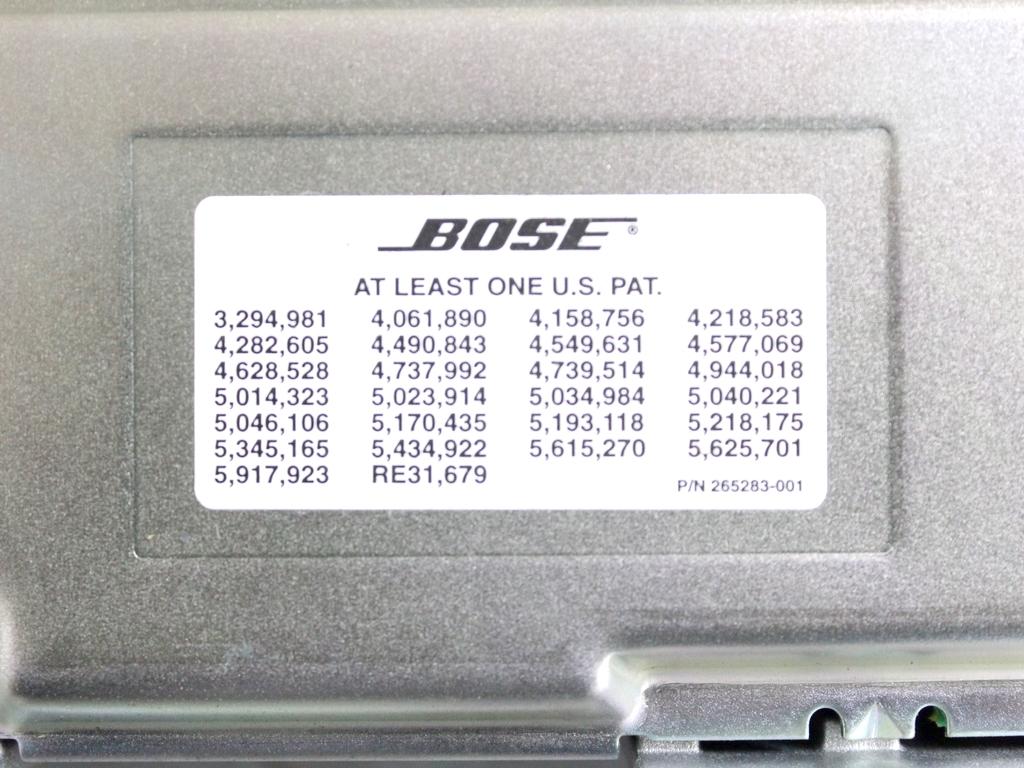 BOSE®
AT LEAST ONE U.S. PAT.
3,294,981 4,061,890 4,158,756 4,218,583
4,282,605 4,490,843 4,549,631 4,577,069
4,628,528 4,737,992 4,739,514 4,944,018
5,014,323 5,023,914 5,034,984 5,040,221
5,046,106 5,170,435 5,193,118 5,218,175
5,345,165 5,434,922 5,615,270 5,625,701
5,917,923 RE31,679
P/N 265283-001